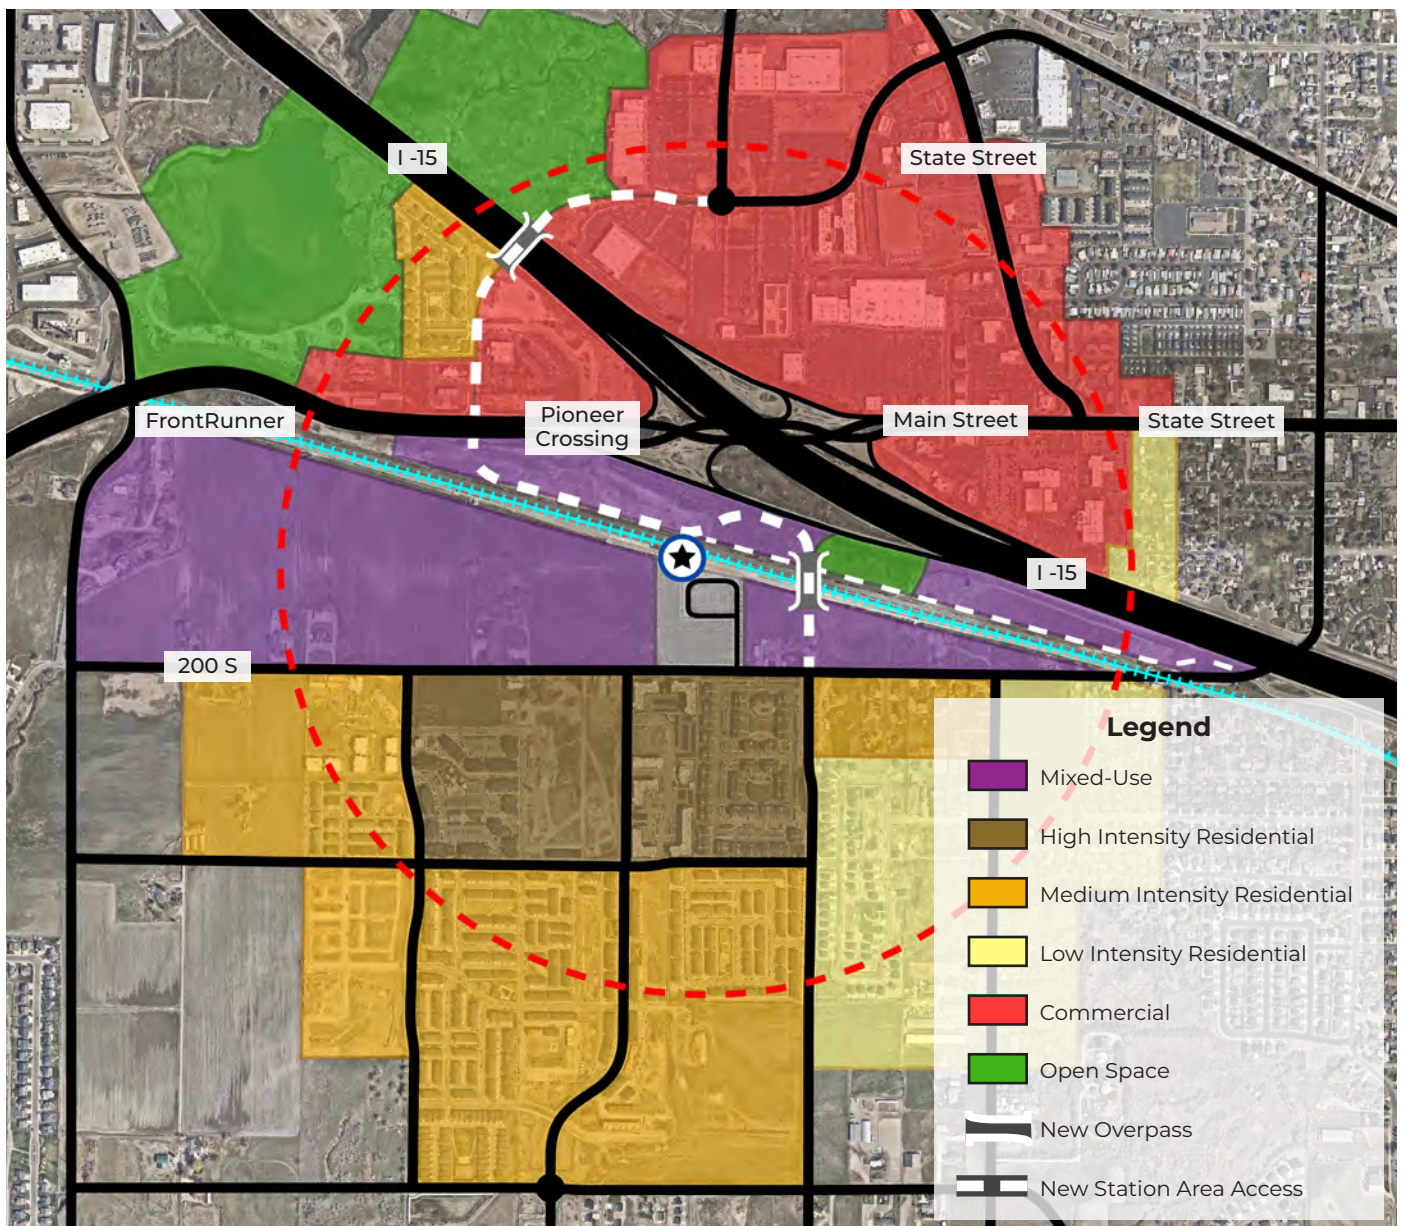 I -15
State Street
FrontRunner
Pioneer
Crossing
Main Street
State Street
I -15
200 S
Legend
Mixed-Use
High Intensity Residential
Medium Intensity Residential
Low Intensity Residential
Commercial
Open Space
New Overpass
New Station Area Access